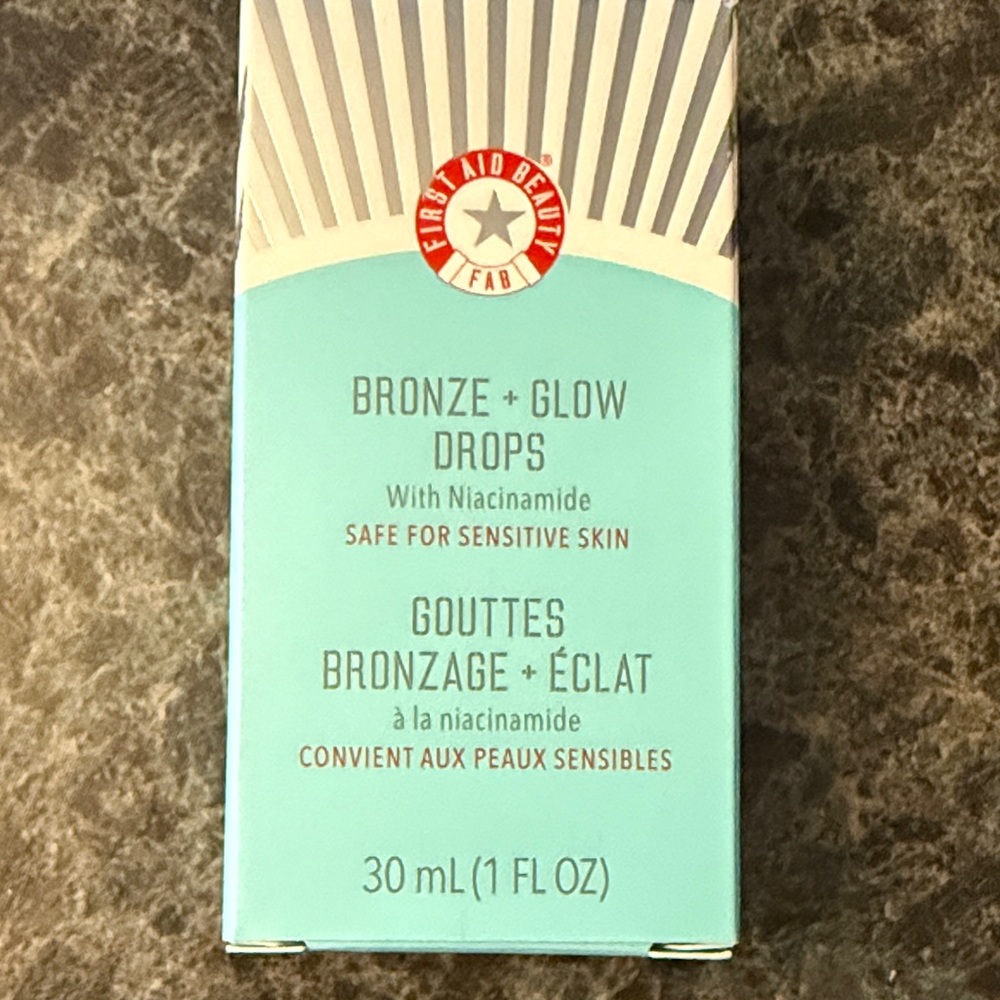 FIRST AID BEAUTY®
FAB
BRONZE + GLOW
DROPS
With Niacinamide
SAFE FOR SENSITIVE SKIN
GOUTTES
BRONZAGE + ÉCLAT
à la niacinamide
CONVIENT AUX PEAUX SENSIBLES
30 mL (1 FL OZ)